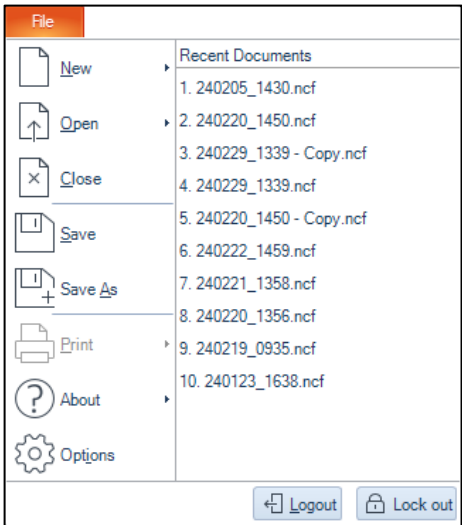 File
New
Open
Close
Save
Save As
Print
About
Options
Recent Documents
1. 240205_1430.ncf
2. 240220_1450.ncf
3. 240229_1339 - Copy.ncf
4. 240229_1339.ncf
5. 240220_1450 - Copy.ncf
6. 240222_1459.ncf
7. 240221_1358.ncf
8. 240220_1356.ncf
9. 240219_0935.ncf
10. 240123_1638.ncf
Logout
Lock out